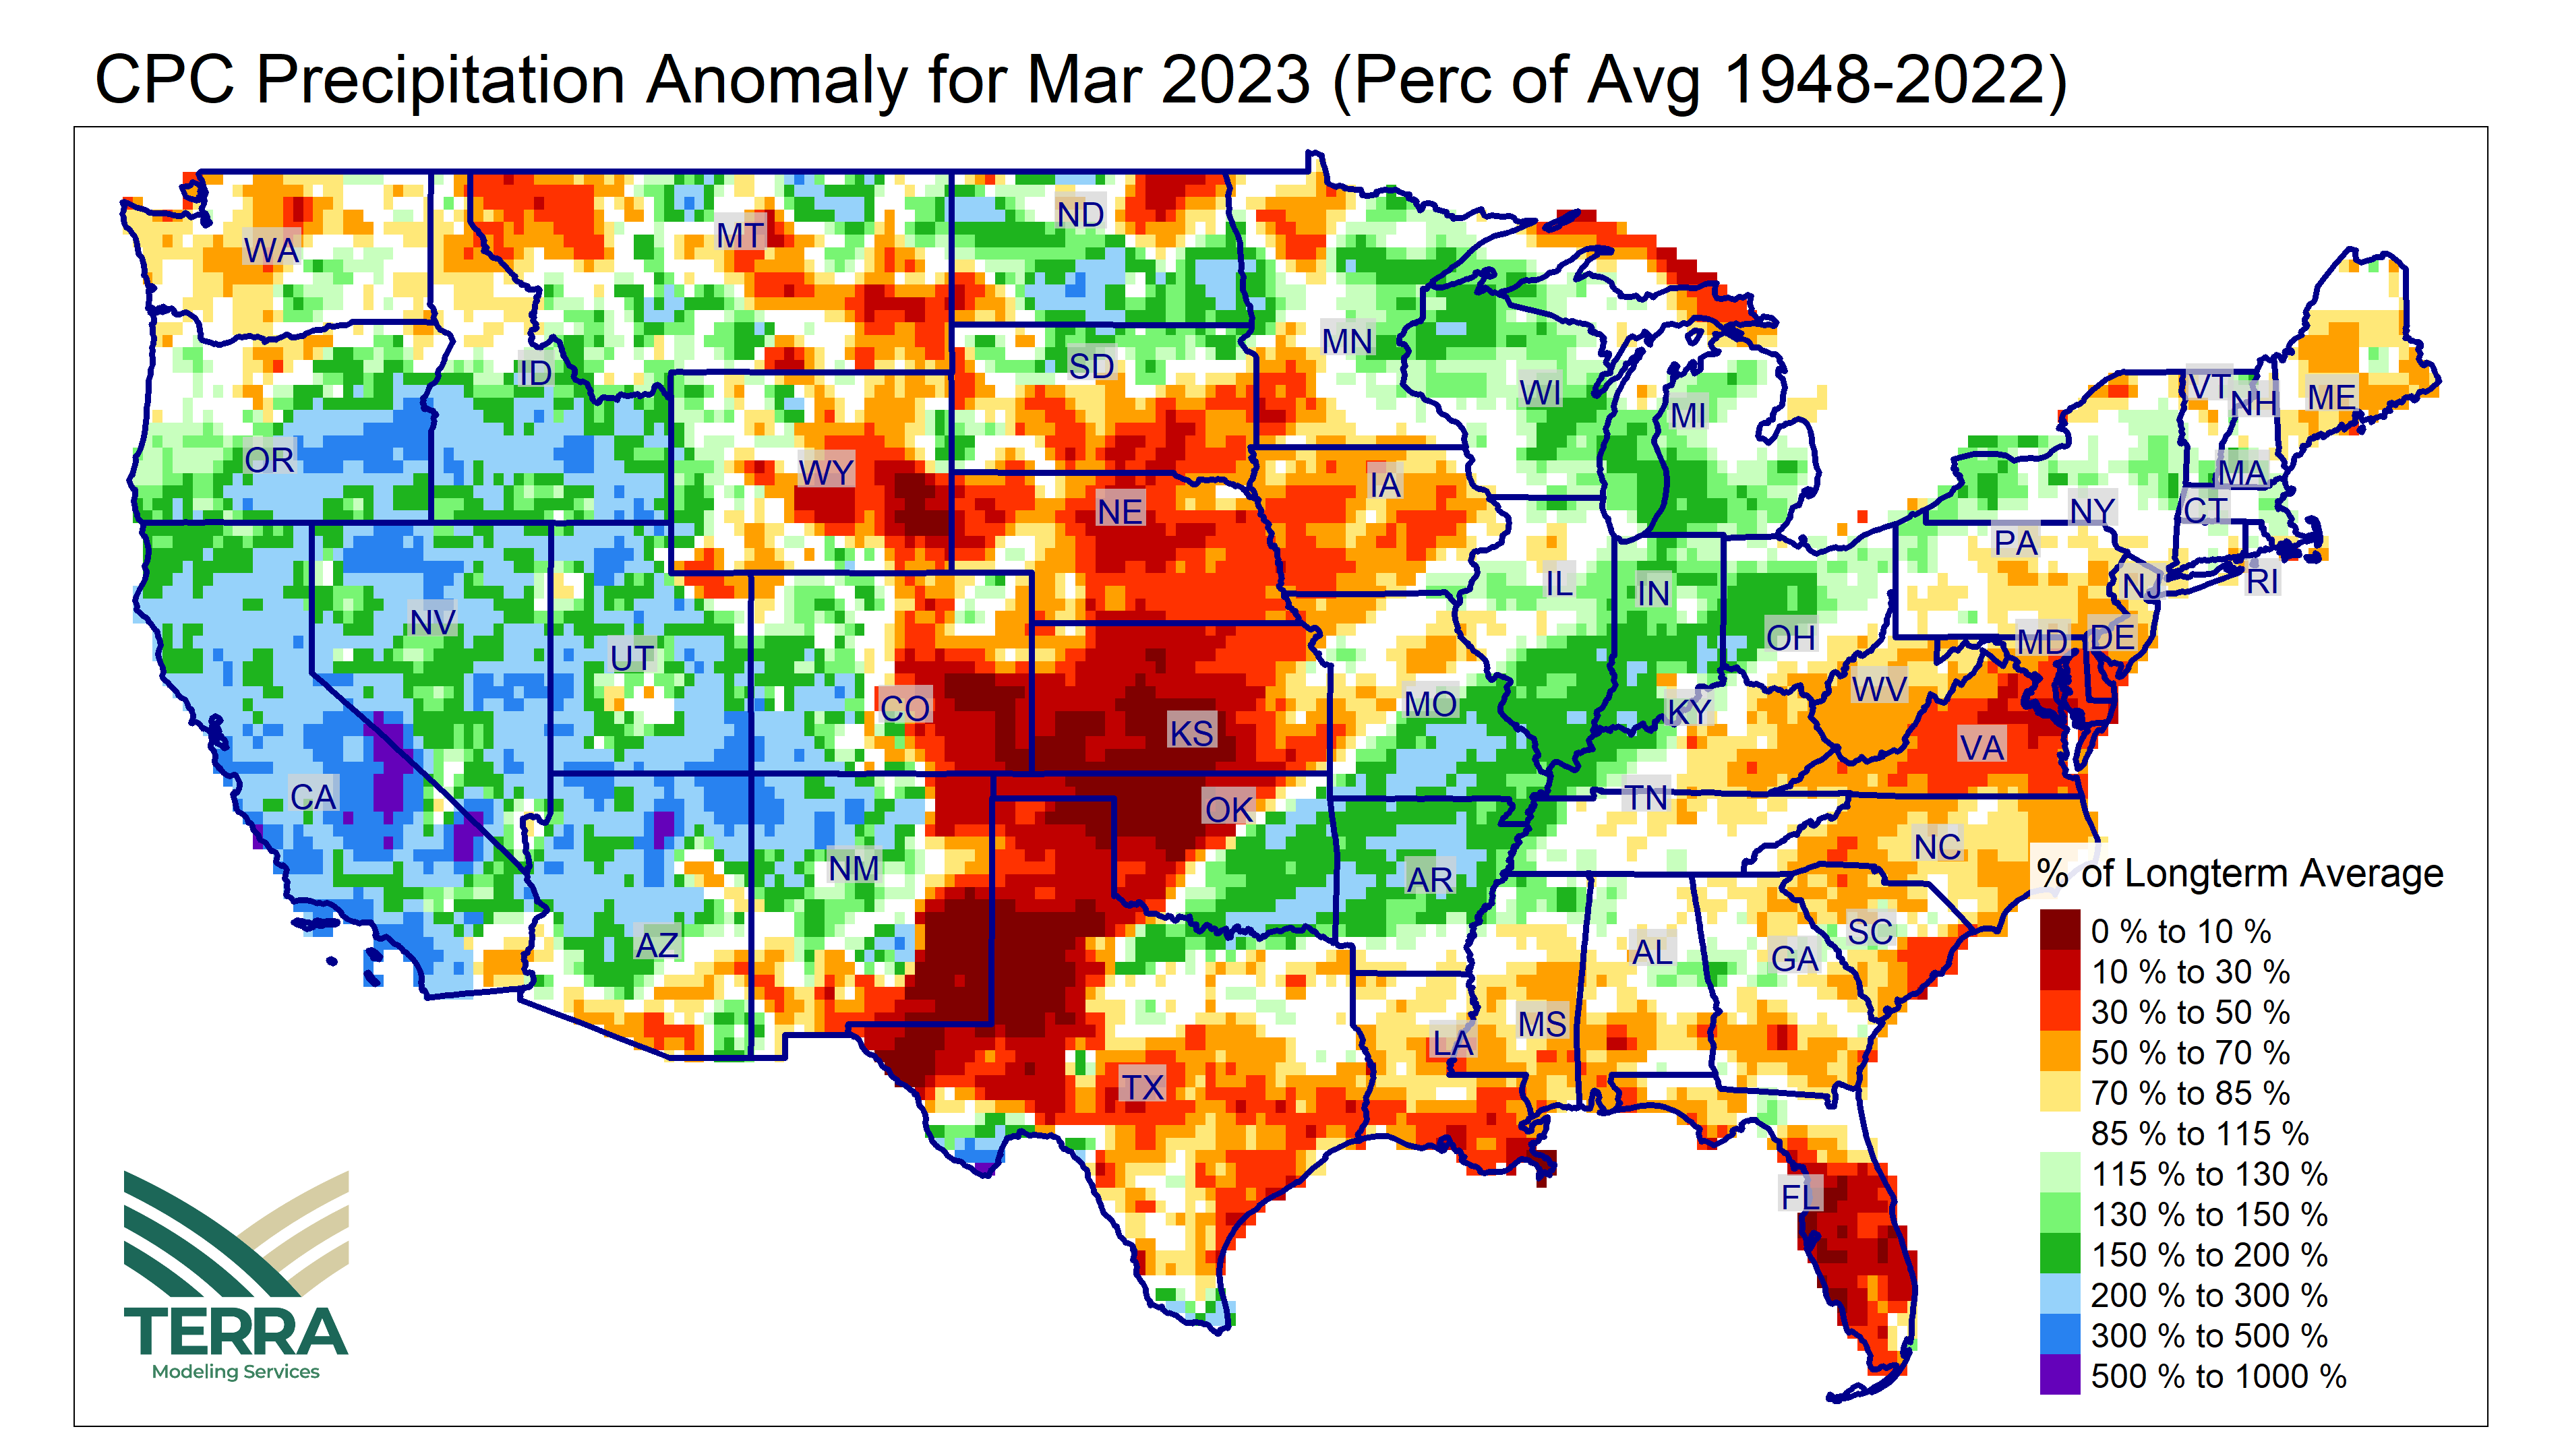 CPC Precipitation Anomaly for Mar 2023 (Perc of Avg 1948-2022)
WA
MT
ND
MN
ID
SD
WI
MI
VT
NH
ME
OR
WY
IA
NE
MA
NY
CT
PA
NV
UT
IL
IN
OH
NJ
RI
MD
DE
CO
KS
MO
KY
WV
VA
CA
OK
TN
NM
AR
NC
AZ
AL
GA
SC
TX
LA
MS
FL
% of Longterm Average
0 % to 10 %
10 % to 30 %
30 % to 50 %
50 % to 70 %
70 % to 85 %
85 % to 115 %
115 % to 130 %
130 % to 150 %
150 % to 200 %
200 % to 300 %
300 % to 500 %
500 % to 1000 %
TERRA
Modeling Services